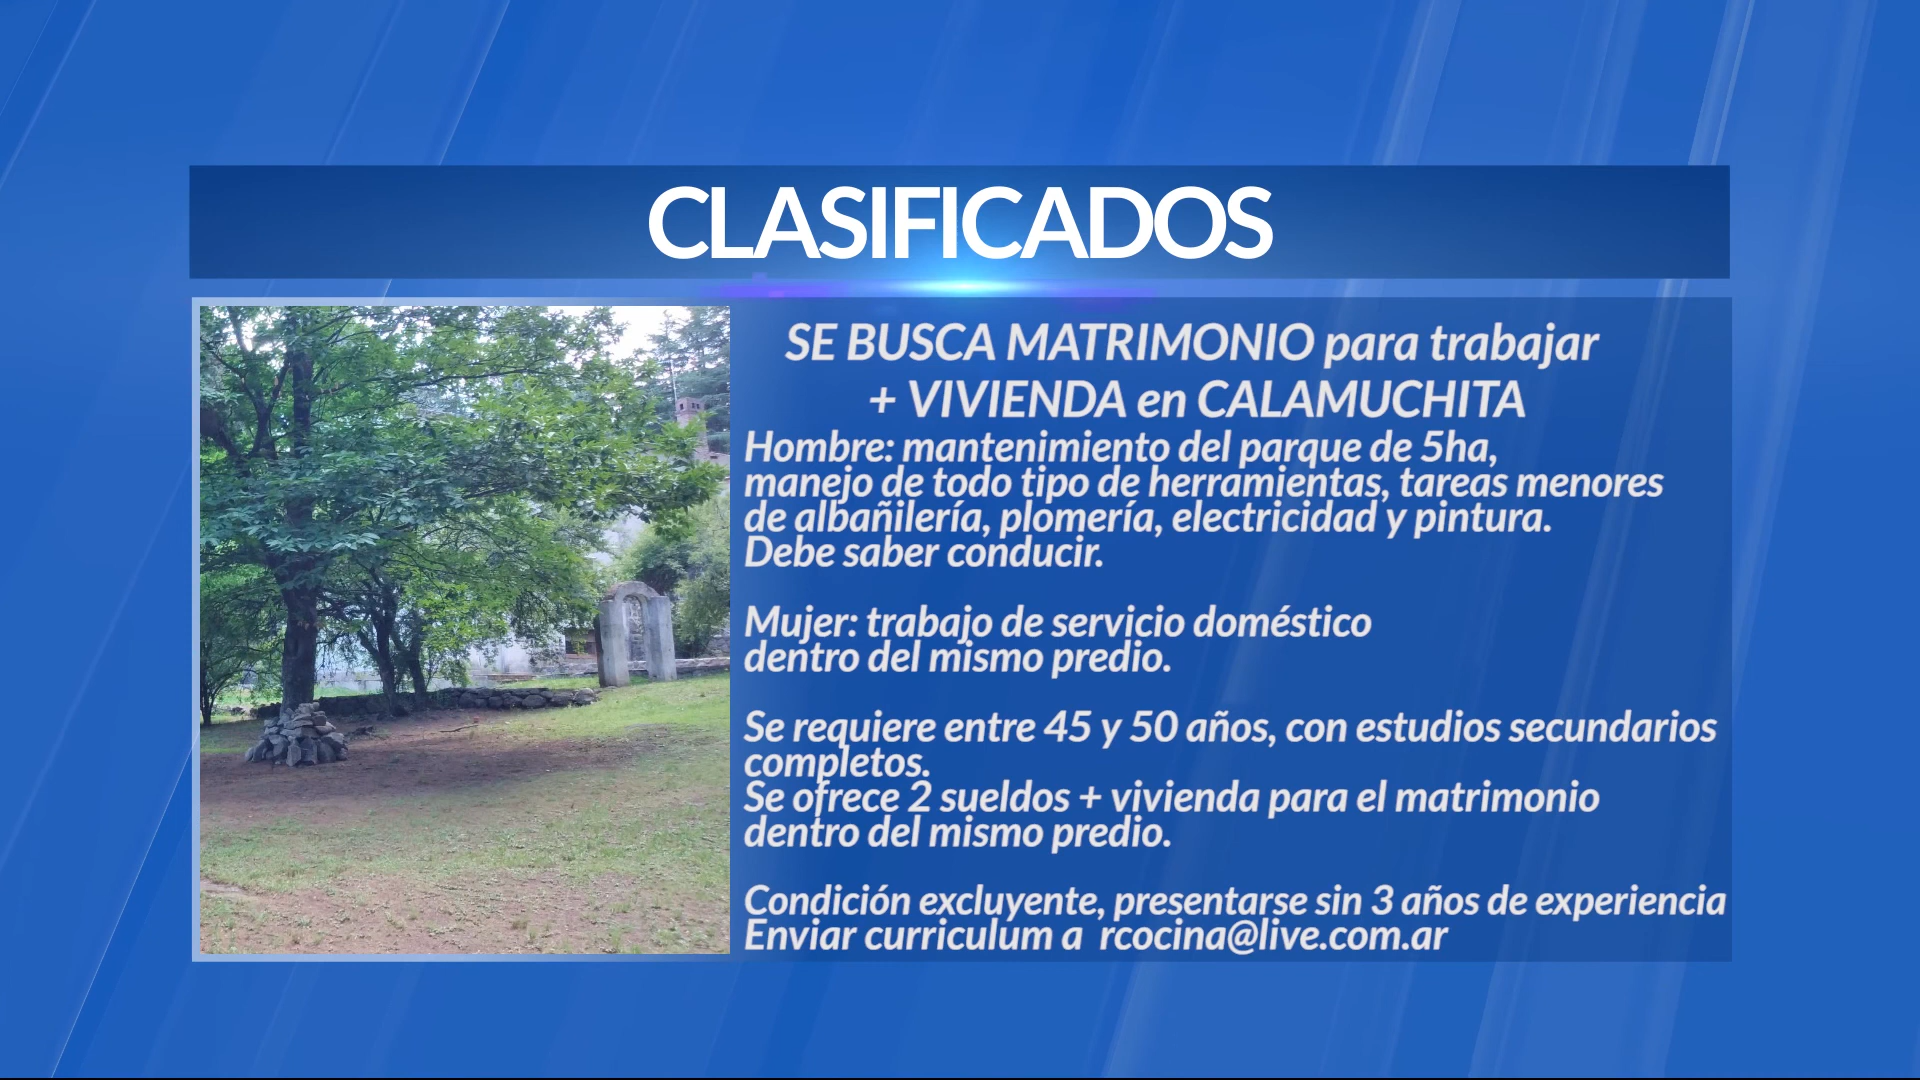 CLASIFICADOS
SE BUSCA MATRIMONIO para trabajar
+ VIVIENDA en CALAMUCHITA
Hombre: mantenimiento del parque de 5ha,
manejo de todo tipo de herramientas, tareas menores
de albañilería, plomería, electricidad y pintura.
Debe saber conducir.
Mujer: trabajo de servicio doméstico
dentro del mismo predio.
Se requiere entre 45 y 50 años, con estudios secundarios
completos.
Se ofrece 2 sueldos + vivienda para el matrimonio
dentro del mismo predio.
Condición excluyente, presentarse sin 3 años de experiencia
Enviar curriculum a rcocina@live.com.ar